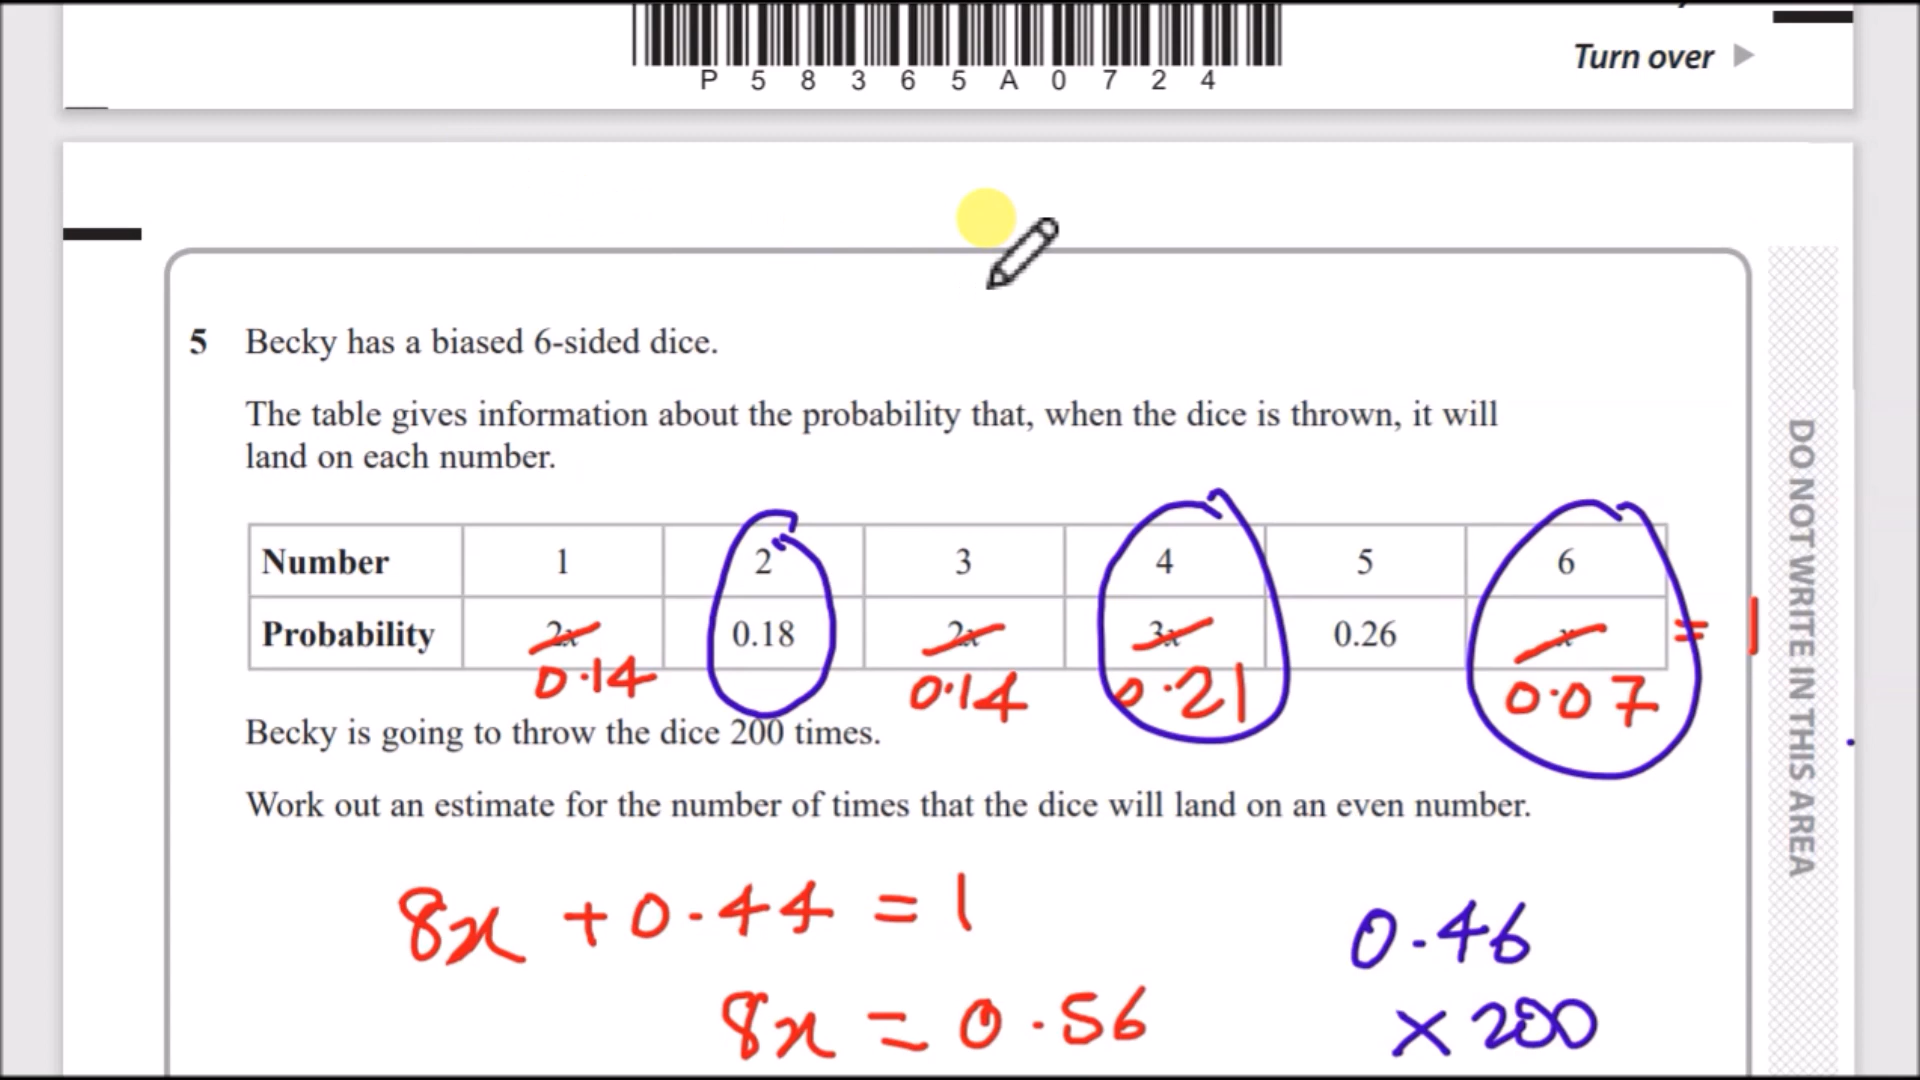 P 5 8 3 6 5 A 0 7 2 4
Turn over
5 Becky has a biased 6-sided dice.
The table gives information about the probability that, when the dice is thrown, it will
land on each number.
Number 1 2 3 4 5 6
Probability 2x 0.18 2x 3x 0.26 x = 1
0.14 0.14 0.21 0.07
Becky is going to throw the dice 200 times.
Work out an estimate for the number of times that the dice will land on an even number.
8x + 0.44 = 1
0.46
8x = 0.56
× 200
DO NOT WRITE IN THIS AREA